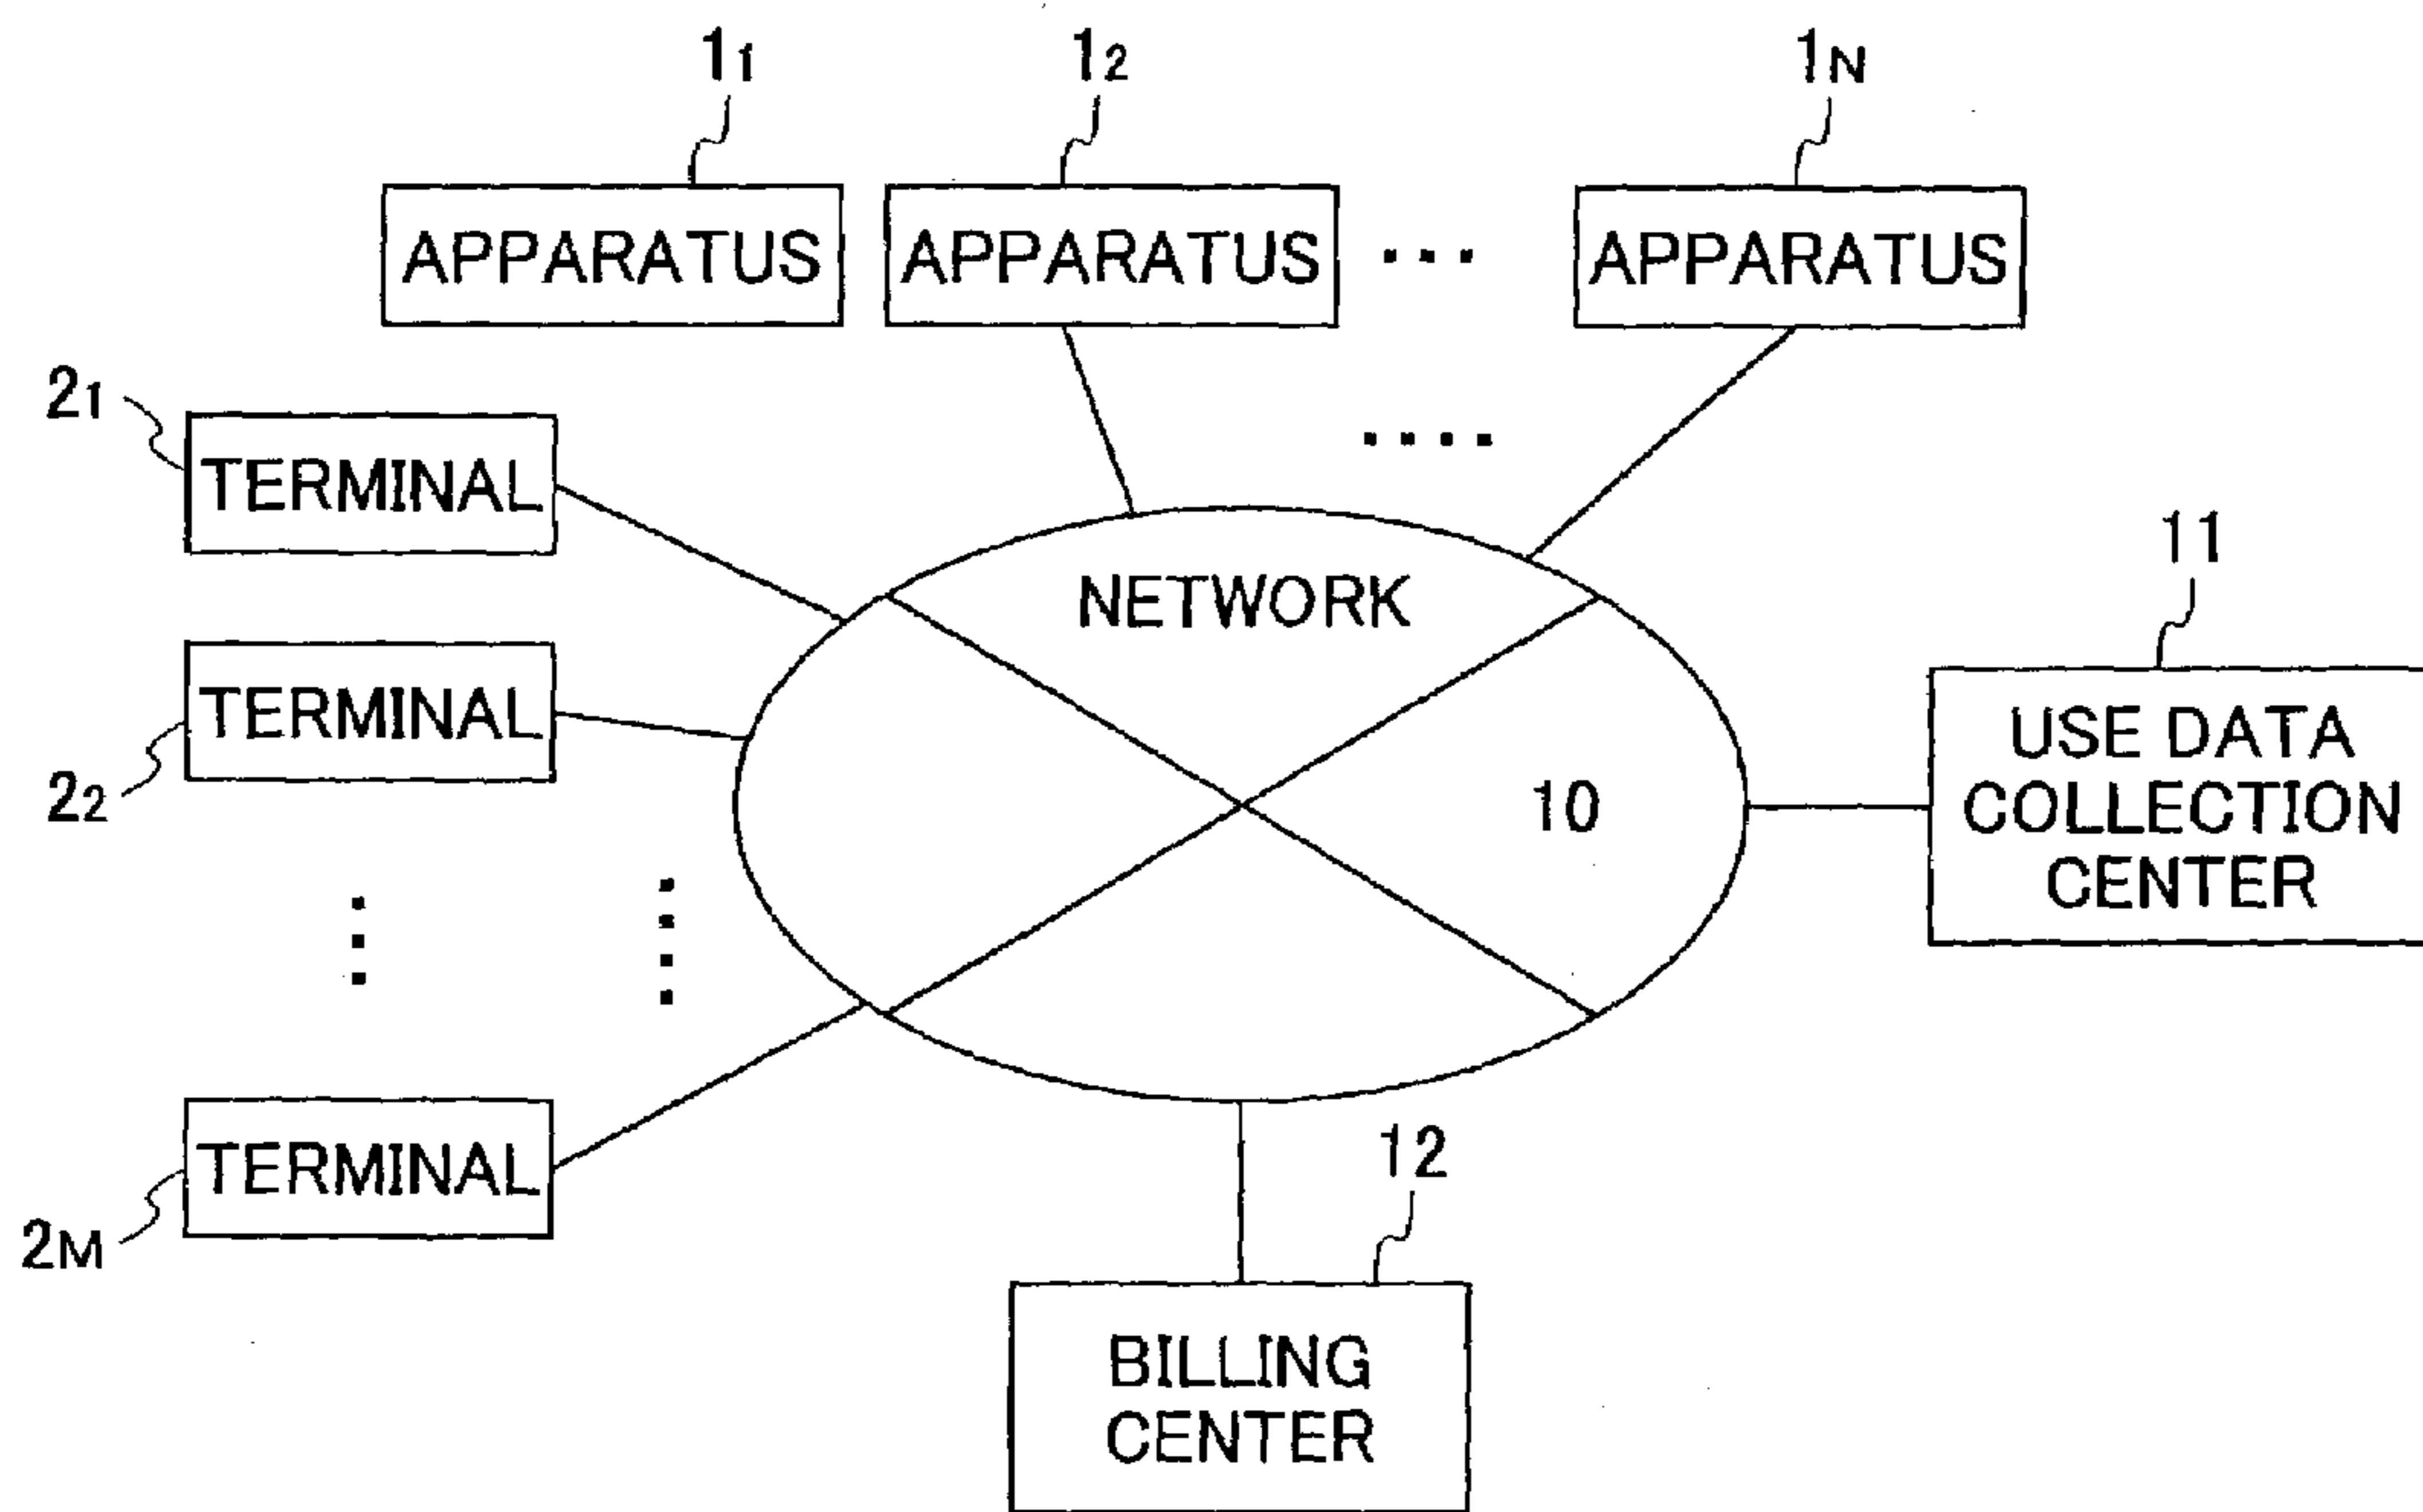 11
12
1N
APPARATUS
APPARATUS
...
APPARATUS
21
TERMINAL
....
NETWORK
11
22
TERMINAL
10
USE DATA
COLLECTION
CENTER
2M
TERMINAL
12
BILLING
CENTER